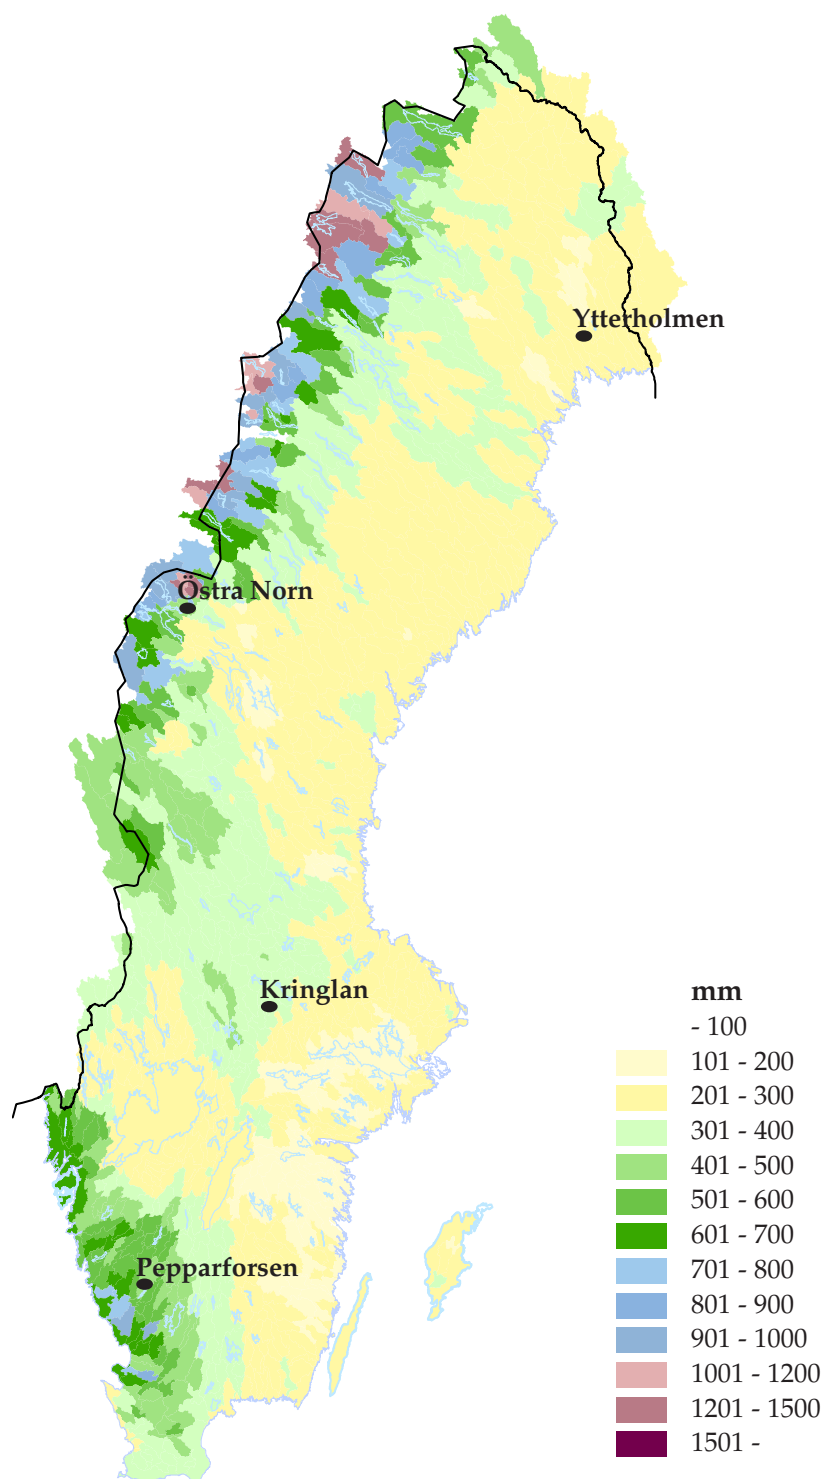 Ytterholmen
Östra Norn
Kringlan
Pepparforsen
mm
- 100
101 - 200
201 - 300
301 - 400
401 - 500
501 - 600
601 - 700
701 - 800
801 - 900
901 - 1000
1001 - 1200
1201 - 1500
1501 -